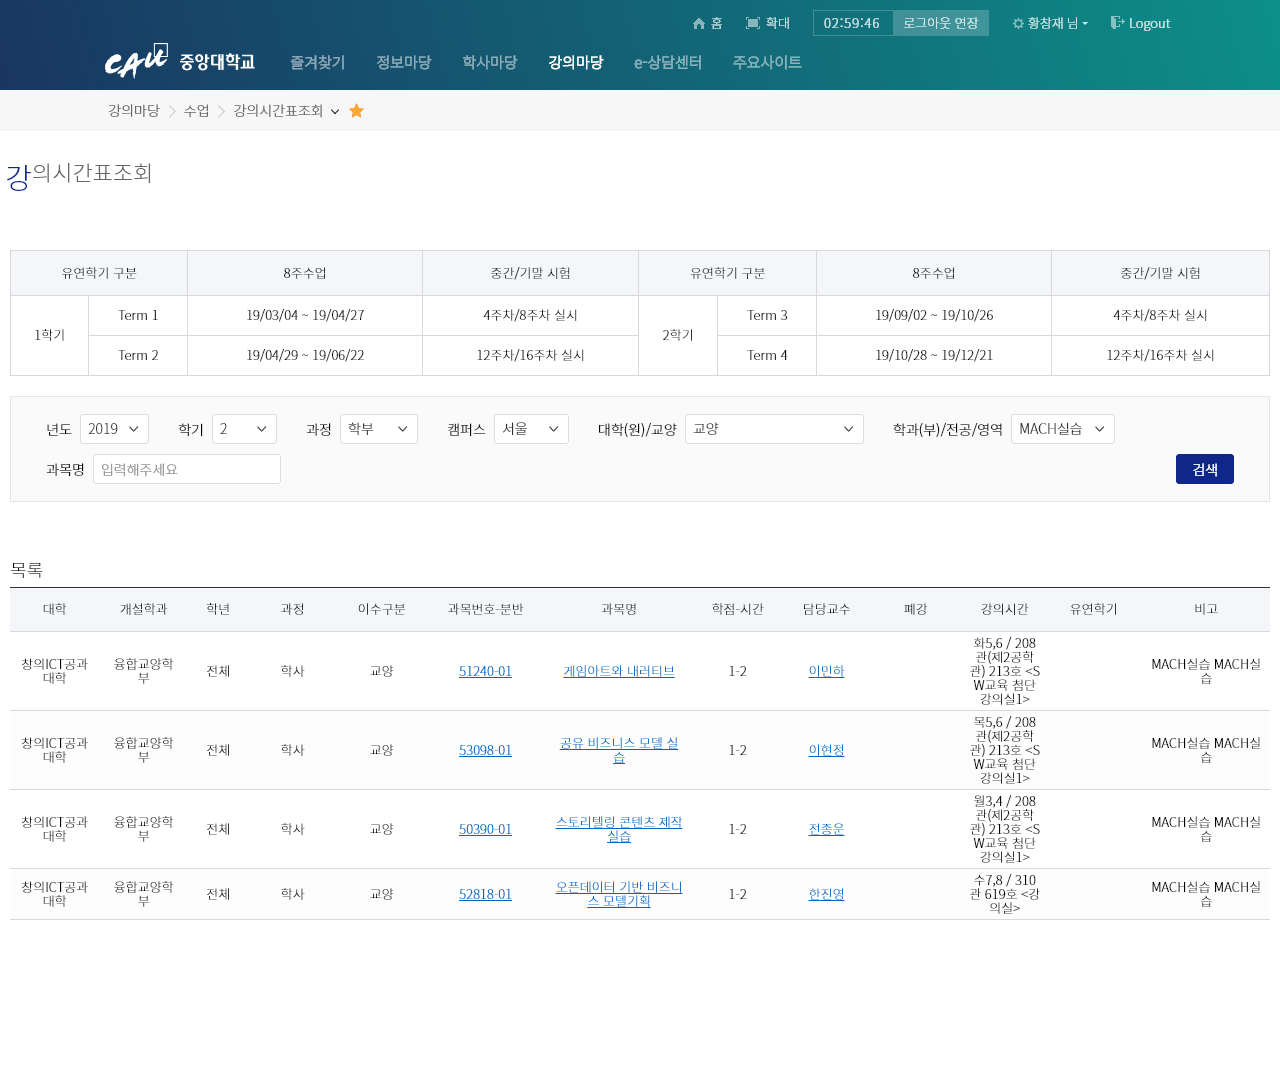 홈 확대 02:59:46 로그아웃 연장 황창재 님 Logout
CAU 중앙대학교 즐겨찾기 정보마당 학사마당 강의마당 e-상담센터 주요사이트
강의마당 수업 강의시간표조회
강의시간표조회
유연학기 구분 8주수업 중간/기말 시험 유연학기 구분 8주수업 중간/기말 시험
1학기 Term 1 19/03/04 ~ 19/04/27 4주차/8주차 실시 2학기 Term 3 19/09/02 ~ 19/10/26 4주차/8주차 실시
Term 2 19/04/29 ~ 19/06/22 12주차/16주차 실시 Term 4 19/10/28 ~ 19/12/21 12주차/16주차 실시
년도 2019 학기 2 과정 학부 캠퍼스 서울 대학(원)/교양 교양 학과(부)/전공/영역 MACH실습
과목명 입력해주세요 검색
목록
대학 개설학과 학년 과정 이수구분 과목번호-분반 과목명 학점-시간 담당교수 폐강 강의시간 유연학기 비고
창의ICT공과
대학
융합교양학
부
전체 학사 교양 51240-01 게임아트와 내러티브 1-2 이민하
화5,6 / 208
관(제2공학
관) 213호 <S
W교육 첨단
강의실1>
MACH실습 MACH실
습
창의ICT공과
대학
융합교양학
부
전체 학사 교양 53098-01
공유 비즈니스 모델 실
습
1-2 이현정
목5,6 / 208
관(제2공학
관) 213호 <S
W교육 첨단
강의실1>
MACH실습 MACH실
습
창의ICT공과
대학
융합교양학
부
전체 학사 교양 50390-01
스토리텔링 콘텐츠 제작
실습
1-2 전종운
월3,4 / 208
관(제2공학
관) 213호 <S
W교육 첨단
강의실1>
MACH실습 MACH실
습
창의ICT공과
대학
융합교양학
부
전체 학사 교양 52818-01
오픈데이터 기반 비즈니
스 모델기획
1-2 한진영
수7,8 / 310
관 619호 <강
의실>
MACH실습 MACH실
습